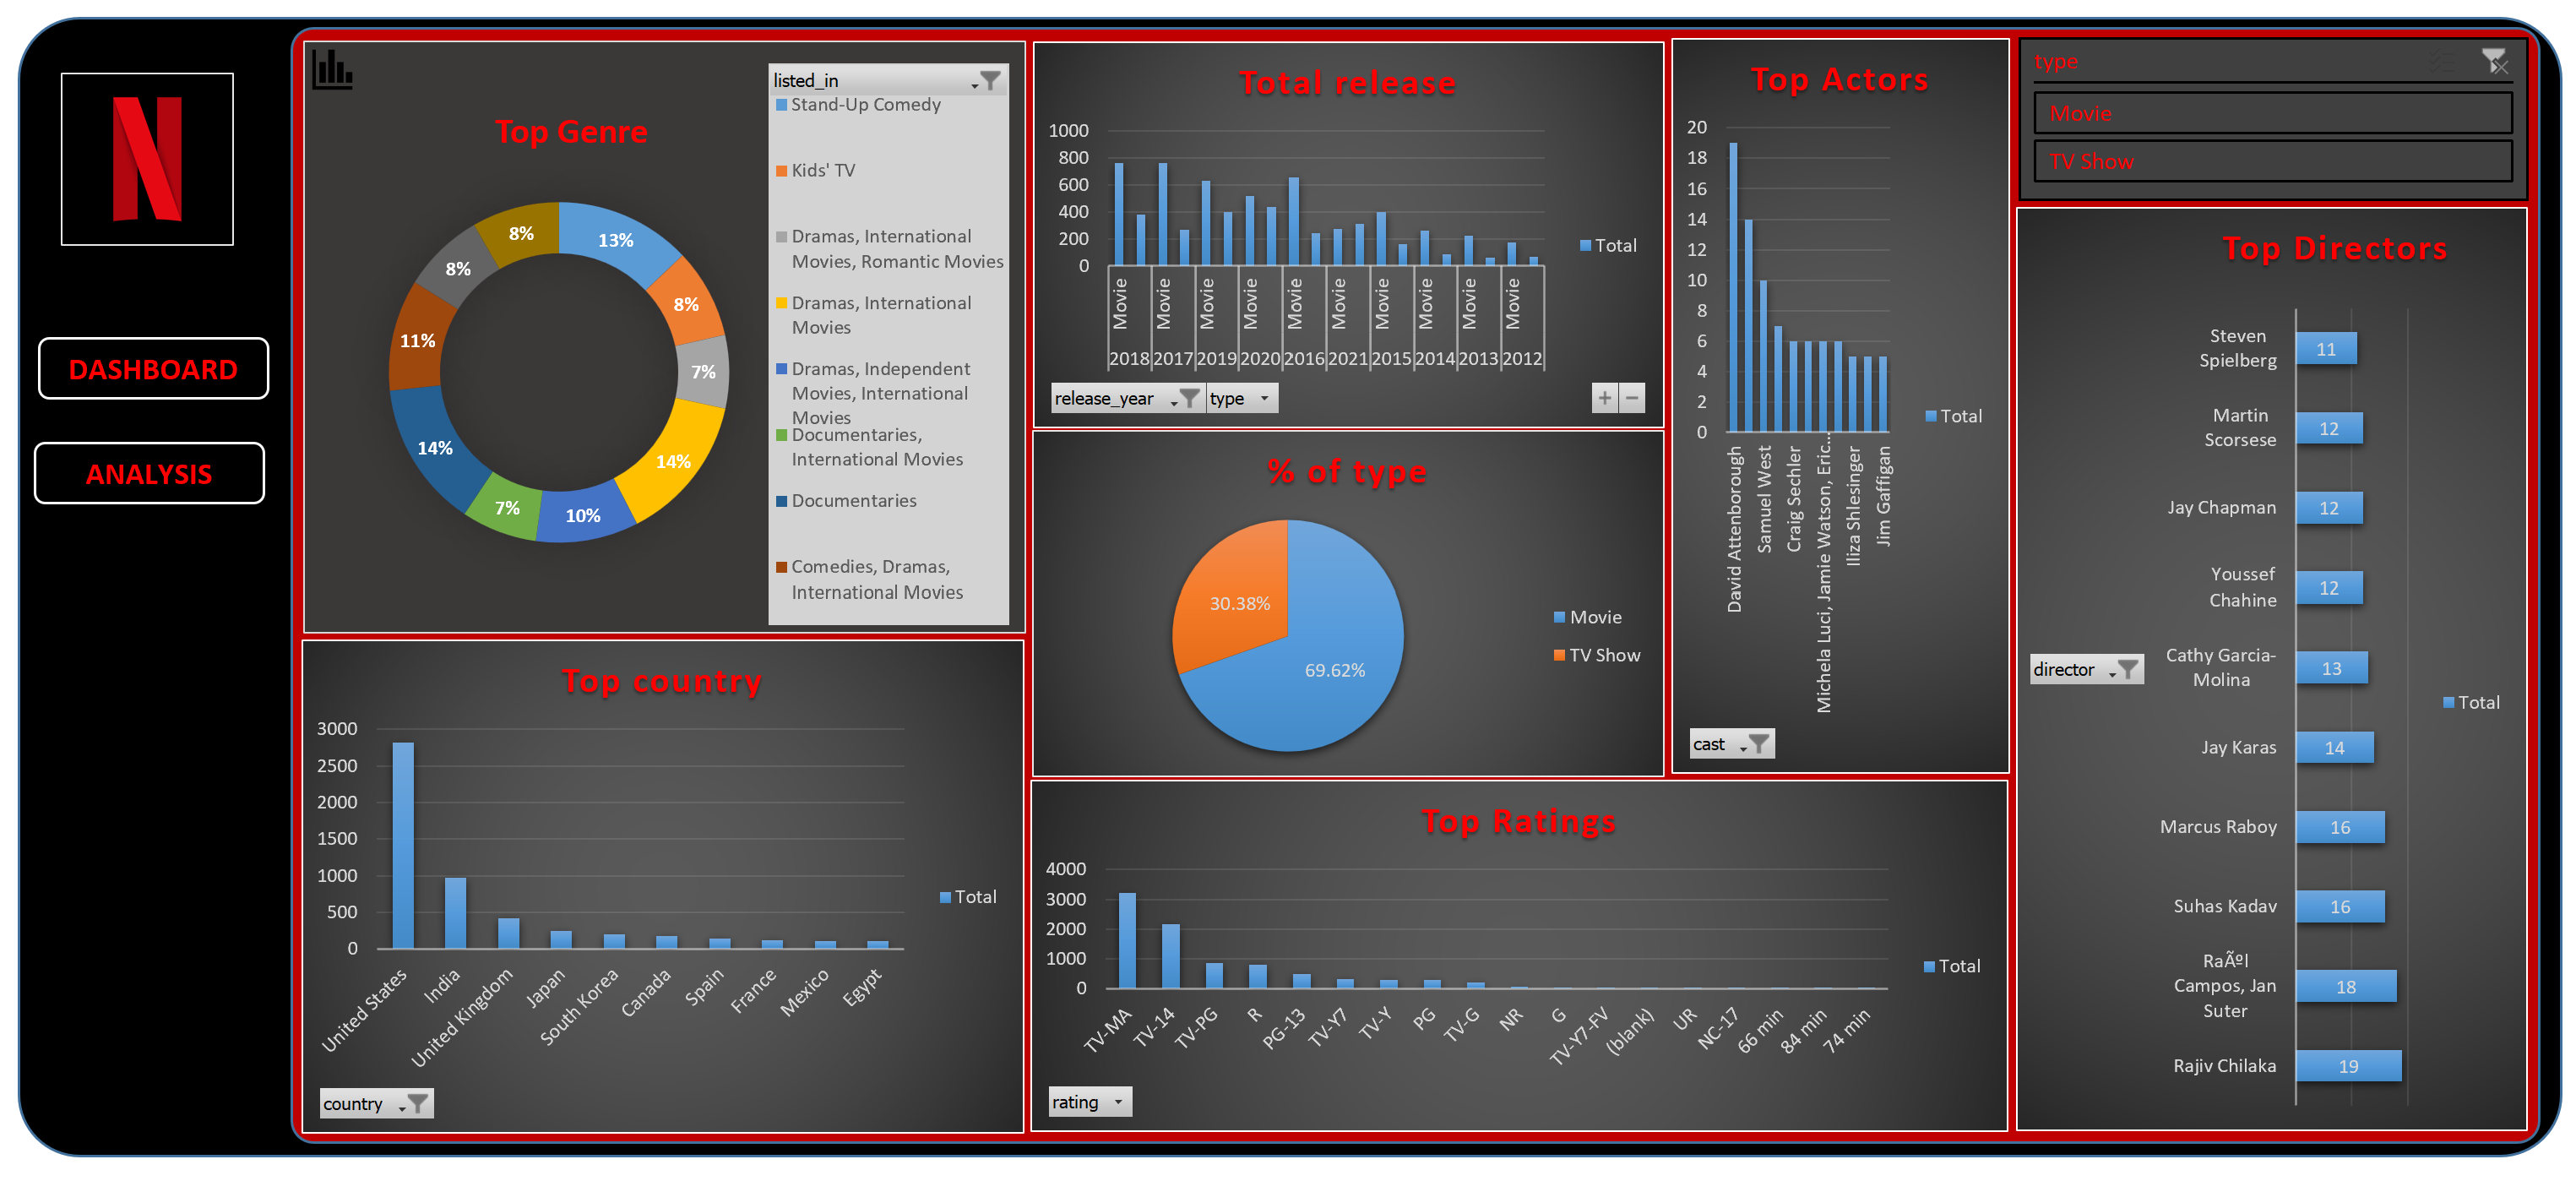 N
DASHBOARD
ANALYSIS
Top Genre
listed_in
Stand-Up Comedy
Kids' TV
Dramas, International
Movies, Romantic Movies
Dramas, International
Movies
Dramas, Independent
Movies, International
Movies
Documentaries,
International Movies
Documentaries
Comedies, Dramas,
International Movies
13%
8%
7%
14%
10%
7%
14%
11%
8%
8%
Total release
1000
800
600
400
200
0
Movie
Movie
Movie
Movie
Movie
Movie
Movie
Movie
Movie
Movie
2018
2017
2019
2020
2016
2021
2015
2014
2013
2012
Total
release_year
type
+
−
% of type
30.38%
69.62%
Movie
TV Show
Top Actors
20
18
16
14
12
10
8
6
4
2
0
David Attenborough
Samuel West
Craig Sechler
Michela Luci, Jamie Watson, Eric...
Iliza Shlesinger
Jim Gaffigan
Total
cast
type
Movie
TV Show
Top Directors
Steven
Spielberg
11
Martin
Scorsese
12
Jay Chapman
12
Youssef
Chahine
12
Cathy Garcia-
Molina
13
Jay Karas
14
Marcus Raboy
16
Suhas Kadav
16
RaÃºl
Campos, Jan
Suter
18
Rajiv Chilaka
19
director
Total
Top country
3000
2500
2000
1500
1000
500
0
United States
India
United Kingdom
Japan
South Korea
Canada
Spain
France
Mexico
Egypt
Total
country
Top Ratings
4000
3000
2000
1000
0
TV-MA
TV-14
TV-PG
R
PG-13
TV-Y7
TV-Y
PG
TV-G
NR
G
TV-Y7-FV
(blank)
UR
NC-17
66 min
84 min
74 min
Total
rating